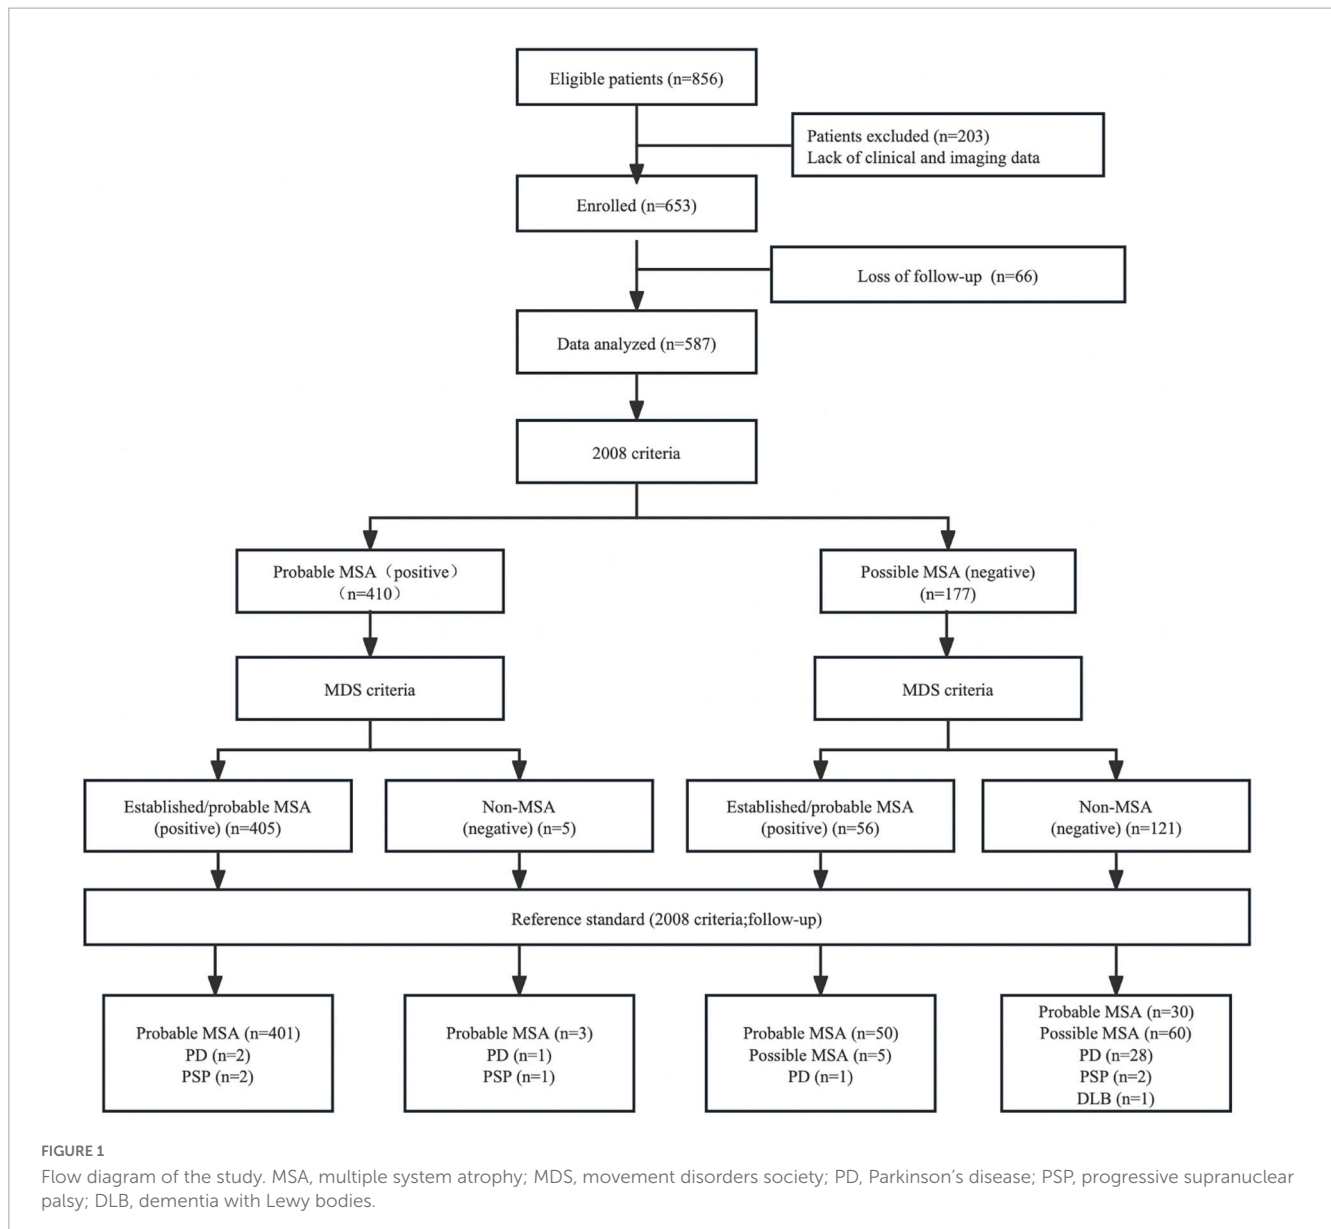 Eligible patients (n=856)
Patients excluded (n=203)
Lack of clinical and imaging data
Enrolled (n=653)
Loss of follow-up (n=66)
Data analyzed (n=587)
2008 criteria
Probable MSA（positive）
（n=410）
Possible MSA (negative)
(n=177)
MDS criteria
MDS criteria
Established/probable MSA
(positive) (n=405)
Non-MSA
(negative) (n=5)
Established/probable MSA
(positive) (n=56)
Non-MSA
(negative) (n=121)
Reference standard (2008 criteria;follow-up)
Probable MSA (n=401)
PD (n=2)
PSP (n=2)
Probable MSA (n=3)
PD (n=1)
PSP (n=1)
Probable MSA (n=50)
Possible MSA (n=5)
PD (n=1)
Probable MSA (n=30)
Possible MSA (n=60)
PD (n=28)
PSP (n=2)
DLB (n=1)
FIGURE 1
Flow diagram of the study. MSA, multiple system atrophy; MDS, movement disorders society; PD, Parkinson’s disease; PSP, progressive supranuclear
palsy; DLB, dementia with Lewy bodies.